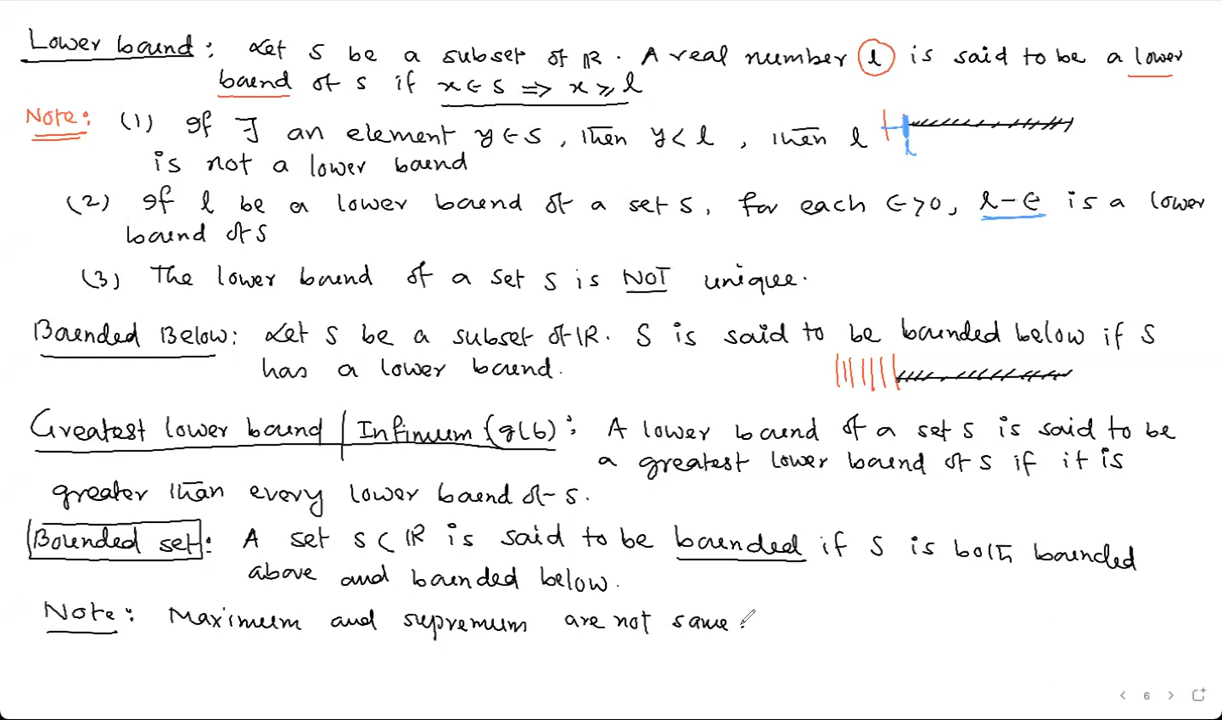 Lower bound: Let S be a subset of ℝ. A real number l is said to be a lower
bound of S if x ∈ S ⇒ x ≥ l
Note: (1) If ∃ an element y ∈ S, then y < l, then l
is not a lower bound
l
(2) If l be a lower bound of a set S, for each ∈ > 0, l - ∈ is a lower
bound of S
(3) The lower bound of a set S is NOT unique.
Bounded Below: Let S be a subset of ℝ. S is said to be bounded below if S
has a lower bound.
Greatest lower bound | Infimum (glb): A lower bound of a set S is said to be
a greatest lower bound of S if it is
greater than every lower bound of S.
Bounded set: A set S ⊂ ℝ is said to be bounded if S is both bounded
above and bounded below.
Note: Maximum and supremum are not same.
6